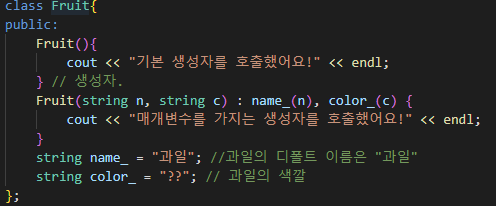 class Fruit{
public:
    Fruit(){
        cout << "기본 생성자를 호출했어요!" << endl;
    } // 생성자.
    Fruit(string n, string c) : name_(n), color_(c) {
        cout << "매개변수를 가지는 생성자를 호출했어요!" << endl;
    }
    string name_ = "과일"; //과일의 디폴트 이름은 "과일"
    string color_ = "??"; // 과일의 색깔
};